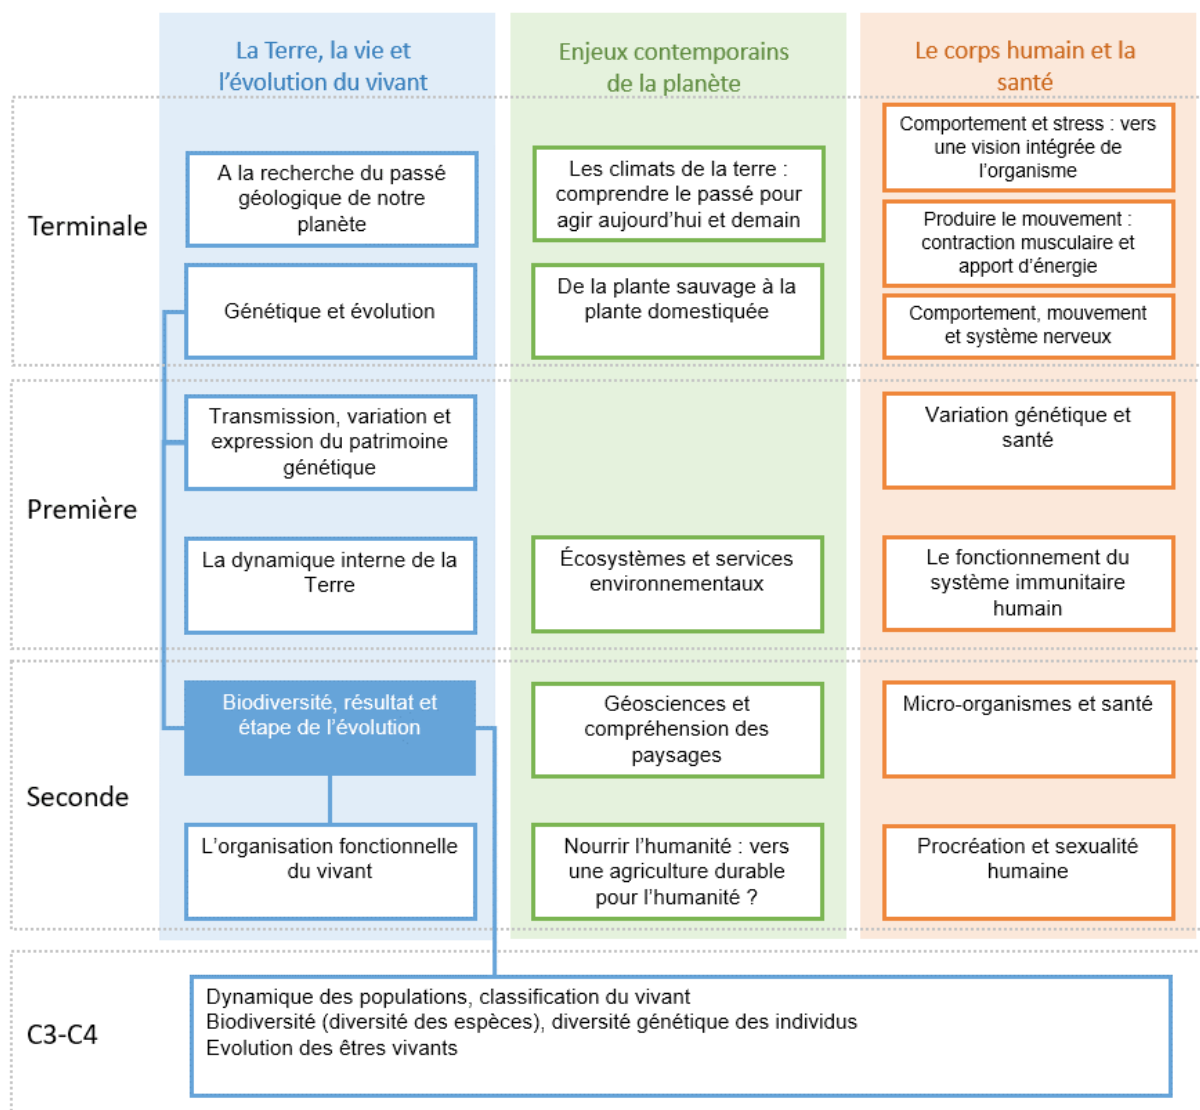 La Terre, la vie et
l’évolution du vivant
Enjeux contemporains
de la planète
Le corps humain et la
santé
Terminale
A la recherche du passé
géologique de notre
planète
Les climats de la terre :
comprendre le passé pour
agir aujourd’hui et demain
Comportement et stress : vers
une vision intégrée de
l’organisme
Produire le mouvement :
contraction musculaire et
apport d’énergie
Génétique et évolution
De la plante sauvage à la
plante domestiquée
Comportement, mouvement
et système nerveux
Première
Transmission, variation et
expression du patrimoine
génétique
Variation génétique et
santé
La dynamique interne de la
Terre
Écosystèmes et services
environnementaux
Le fonctionnement du
système immunitaire
humain
Seconde
Biodiversité, résultat et
étape de l’évolution
Géosciences et
compréhension des
paysages
Micro-organismes et santé
L’organisation fonctionnelle
du vivant
Nourrir l’humanité : vers
une agriculture durable
pour l’humanité ?
Procréation et sexualité
humaine
C3-C4
Dynamique des populations, classification du vivant
Biodiversité (diversité des espèces), diversité génétique des individus
Evolution des êtres vivants